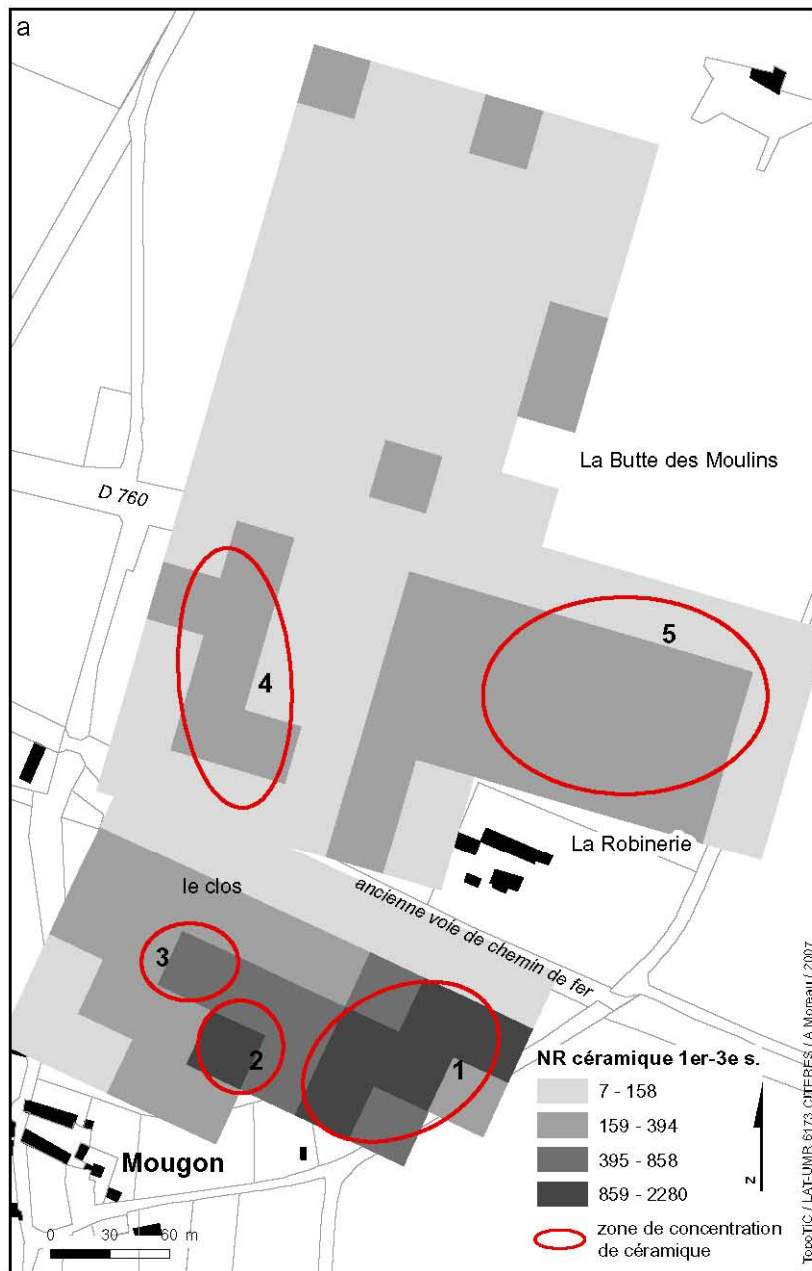 a
La Butte des Moulins
D 760
5
4
La Robinerie
le clos
ancienne voie de chemin de fer
3
2
1
Mougon
0 30 60 m
NR céramique 1er-3e s.
7 - 158
159 - 394
395 - 858
859 - 2280
zone de concentration
de céramique
N
TopoTIC / LAT-UMR 6173 CITERES / A.Moreau / 2007